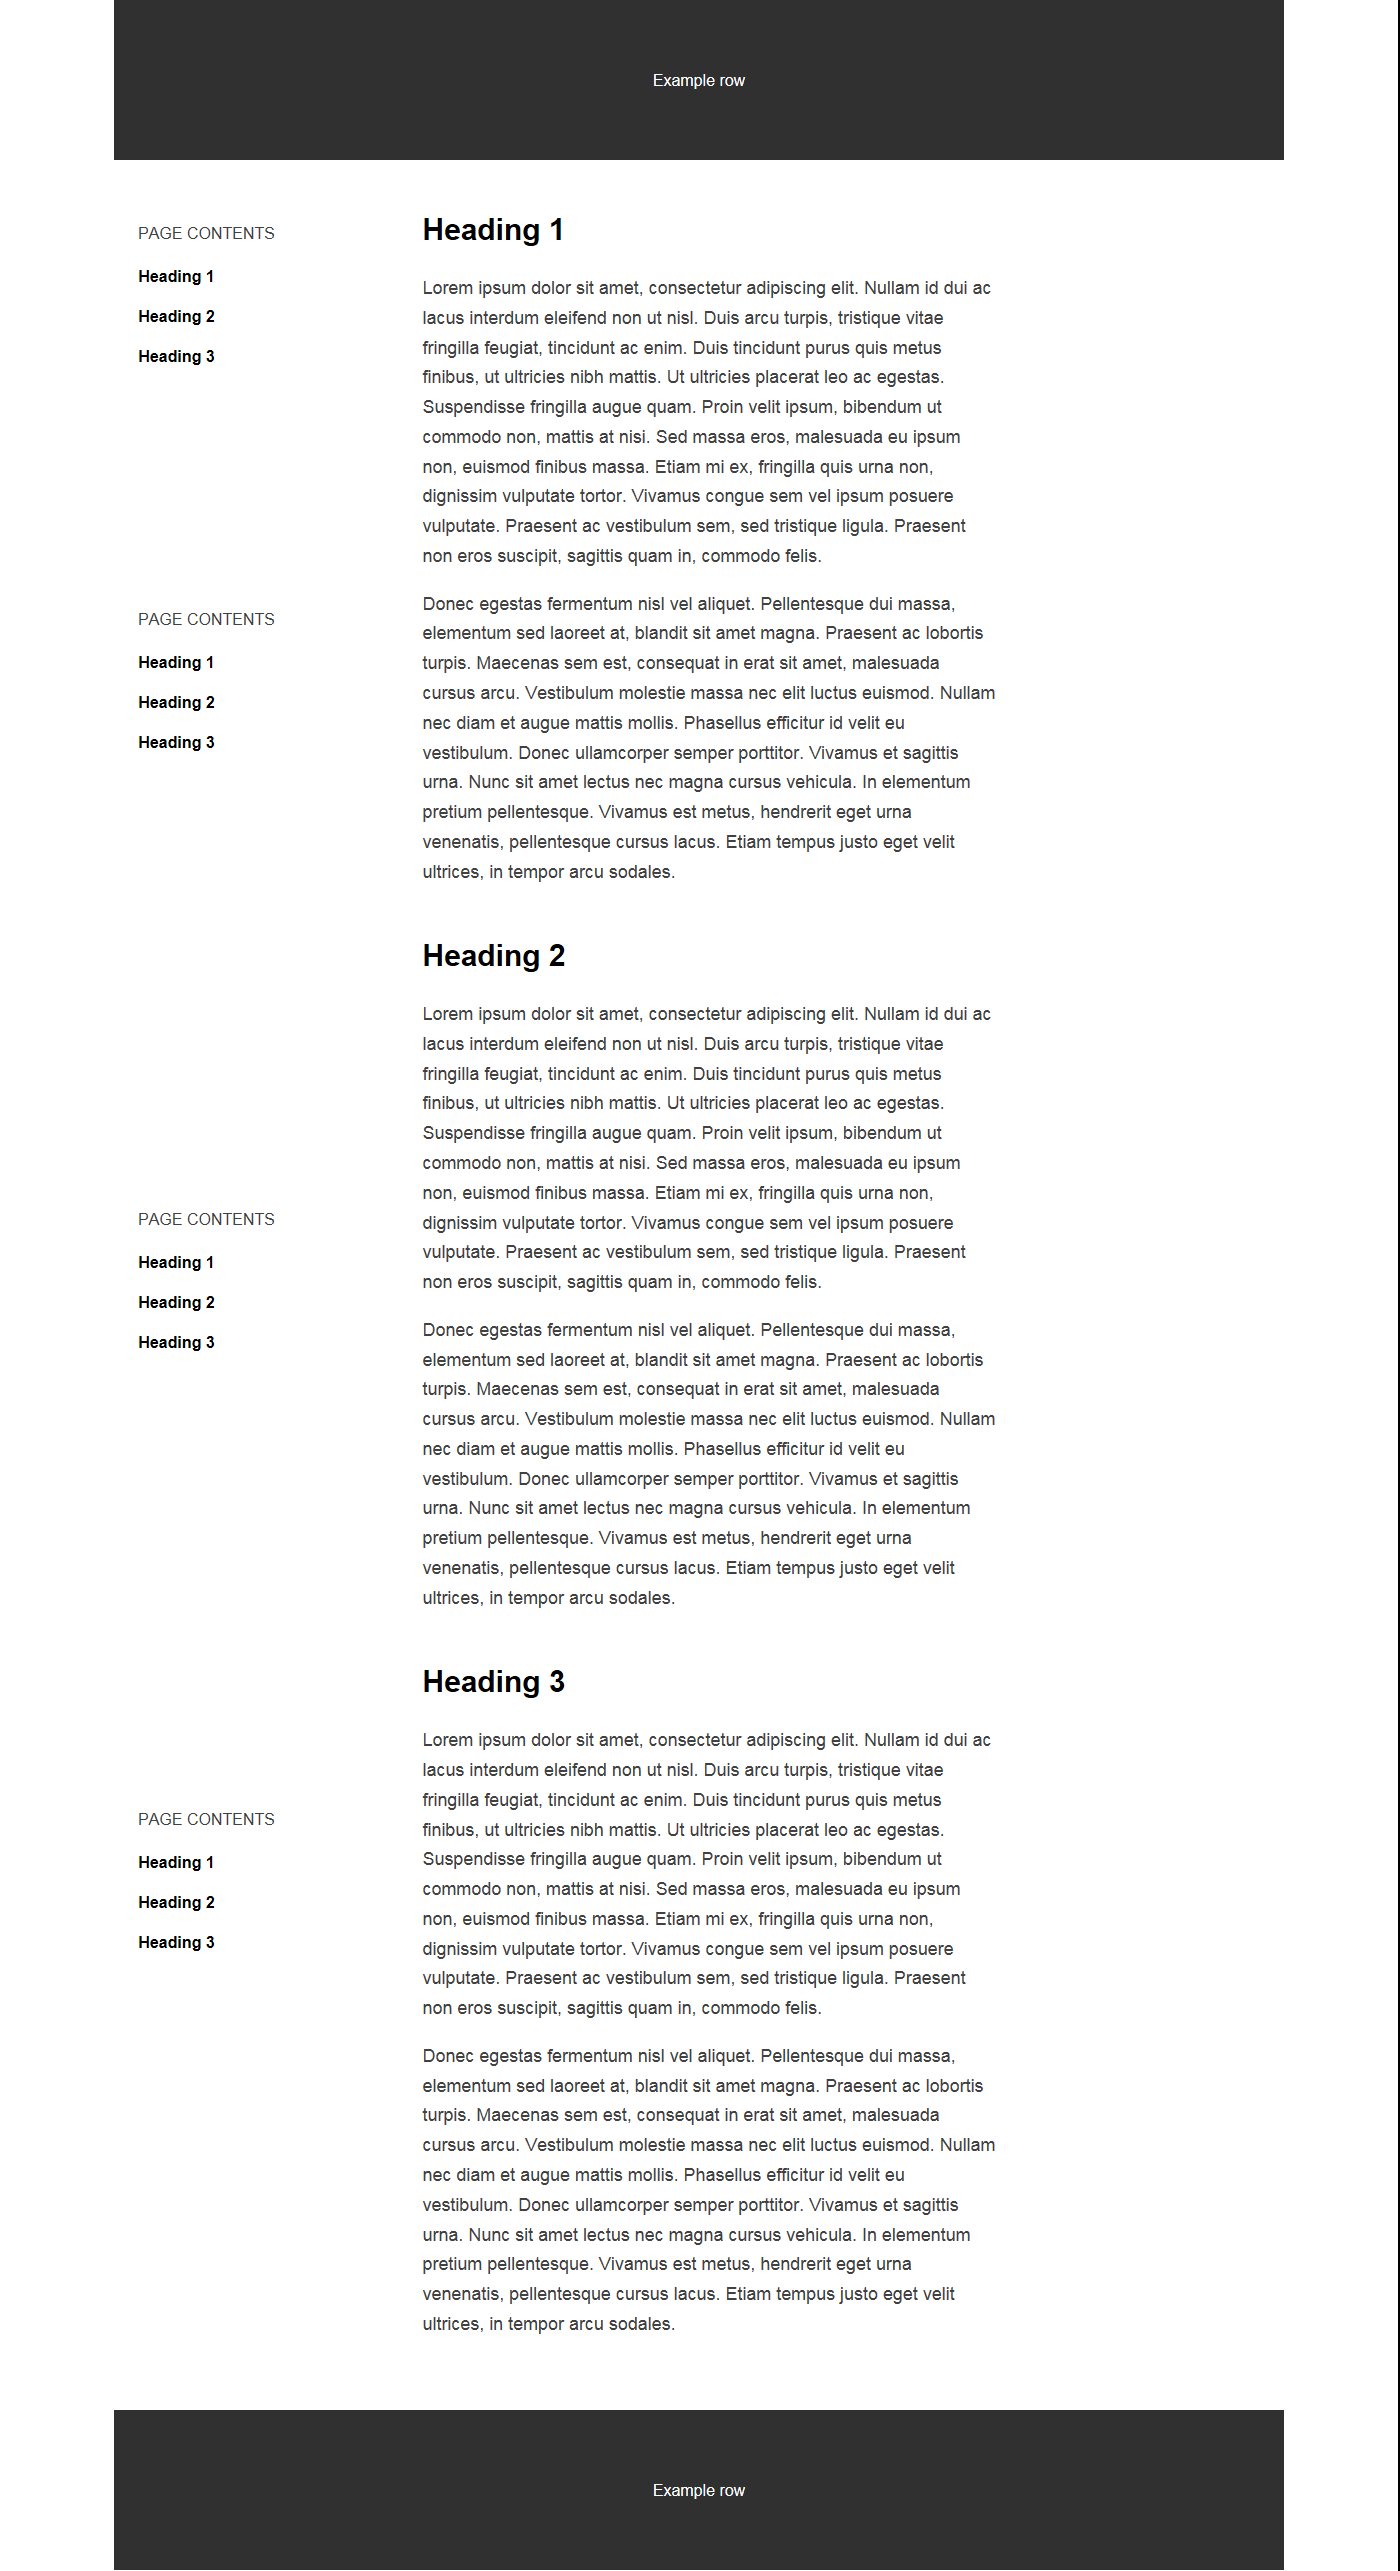 Example row
PAGE CONTENTS
Heading 1
Heading 2
Heading 3
PAGE CONTENTS
Heading 1
Heading 2
Heading 3
PAGE CONTENTS
Heading 1
Heading 2
Heading 3
PAGE CONTENTS
Heading 1
Heading 2
Heading 3
Heading 1
Lorem ipsum dolor sit amet, consectetur adipiscing elit. Nullam id dui ac
lacus interdum eleifend non ut nisl. Duis arcu turpis, tristique vitae
fringilla feugiat, tincidunt ac enim. Duis tincidunt purus quis metus
finibus, ut ultricies nibh mattis. Ut ultricies placerat leo ac egestas.
Suspendisse fringilla augue quam. Proin velit ipsum, bibendum ut
commodo non, mattis at nisi. Sed massa eros, malesuada eu ipsum
non, euismod finibus massa. Etiam mi ex, fringilla quis urna non,
dignissim vulputate tortor. Vivamus congue sem vel ipsum posuere
vulputate. Praesent ac vestibulum sem, sed tristique ligula. Praesent
non eros suscipit, sagittis quam in, commodo felis.
Donec egestas fermentum nisl vel aliquet. Pellentesque dui massa,
elementum sed laoreet at, blandit sit amet magna. Praesent ac lobortis
turpis. Maecenas sem est, consequat in erat sit amet, malesuada
cursus arcu. Vestibulum molestie massa nec elit luctus euismod. Nullam
nec diam et augue mattis mollis. Phasellus efficitur id velit eu
vestibulum. Donec ullamcorper semper porttitor. Vivamus et sagittis
urna. Nunc sit amet lectus nec magna cursus vehicula. In elementum
pretium pellentesque. Vivamus est metus, hendrerit eget urna
venenatis, pellentesque cursus lacus. Etiam tempus justo eget velit
ultrices, in tempor arcu sodales.
Heading 2
Lorem ipsum dolor sit amet, consectetur adipiscing elit. Nullam id dui ac
lacus interdum eleifend non ut nisl. Duis arcu turpis, tristique vitae
fringilla feugiat, tincidunt ac enim. Duis tincidunt purus quis metus
finibus, ut ultricies nibh mattis. Ut ultricies placerat leo ac egestas.
Suspendisse fringilla augue quam. Proin velit ipsum, bibendum ut
commodo non, mattis at nisi. Sed massa eros, malesuada eu ipsum
non, euismod finibus massa. Etiam mi ex, fringilla quis urna non,
dignissim vulputate tortor. Vivamus congue sem vel ipsum posuere
vulputate. Praesent ac vestibulum sem, sed tristique ligula. Praesent
non eros suscipit, sagittis quam in, commodo felis.
Donec egestas fermentum nisl vel aliquet. Pellentesque dui massa,
elementum sed laoreet at, blandit sit amet magna. Praesent ac lobortis
turpis. Maecenas sem est, consequat in erat sit amet, malesuada
cursus arcu. Vestibulum molestie massa nec elit luctus euismod. Nullam
nec diam et augue mattis mollis. Phasellus efficitur id velit eu
vestibulum. Donec ullamcorper semper porttitor. Vivamus et sagittis
urna. Nunc sit amet lectus nec magna cursus vehicula. In elementum
pretium pellentesque. Vivamus est metus, hendrerit eget urna
venenatis, pellentesque cursus lacus. Etiam tempus justo eget velit
ultrices, in tempor arcu sodales.
Heading 3
Lorem ipsum dolor sit amet, consectetur adipiscing elit. Nullam id dui ac
lacus interdum eleifend non ut nisl. Duis arcu turpis, tristique vitae
fringilla feugiat, tincidunt ac enim. Duis tincidunt purus quis metus
finibus, ut ultricies nibh mattis. Ut ultricies placerat leo ac egestas.
Suspendisse fringilla augue quam. Proin velit ipsum, bibendum ut
commodo non, mattis at nisi. Sed massa eros, malesuada eu ipsum
non, euismod finibus massa. Etiam mi ex, fringilla quis urna non,
dignissim vulputate tortor. Vivamus congue sem vel ipsum posuere
vulputate. Praesent ac vestibulum sem, sed tristique ligula. Praesent
non eros suscipit, sagittis quam in, commodo felis.
Donec egestas fermentum nisl vel aliquet. Pellentesque dui massa,
elementum sed laoreet at, blandit sit amet magna. Praesent ac lobortis
turpis. Maecenas sem est, consequat in erat sit amet, malesuada
cursus arcu. Vestibulum molestie massa nec elit luctus euismod. Nullam
nec diam et augue mattis mollis. Phasellus efficitur id velit eu
vestibulum. Donec ullamcorper semper porttitor. Vivamus et sagittis
urna. Nunc sit amet lectus nec magna cursus vehicula. In elementum
pretium pellentesque. Vivamus est metus, hendrerit eget urna
venenatis, pellentesque cursus lacus. Etiam tempus justo eget velit
ultrices, in tempor arcu sodales.
Example row